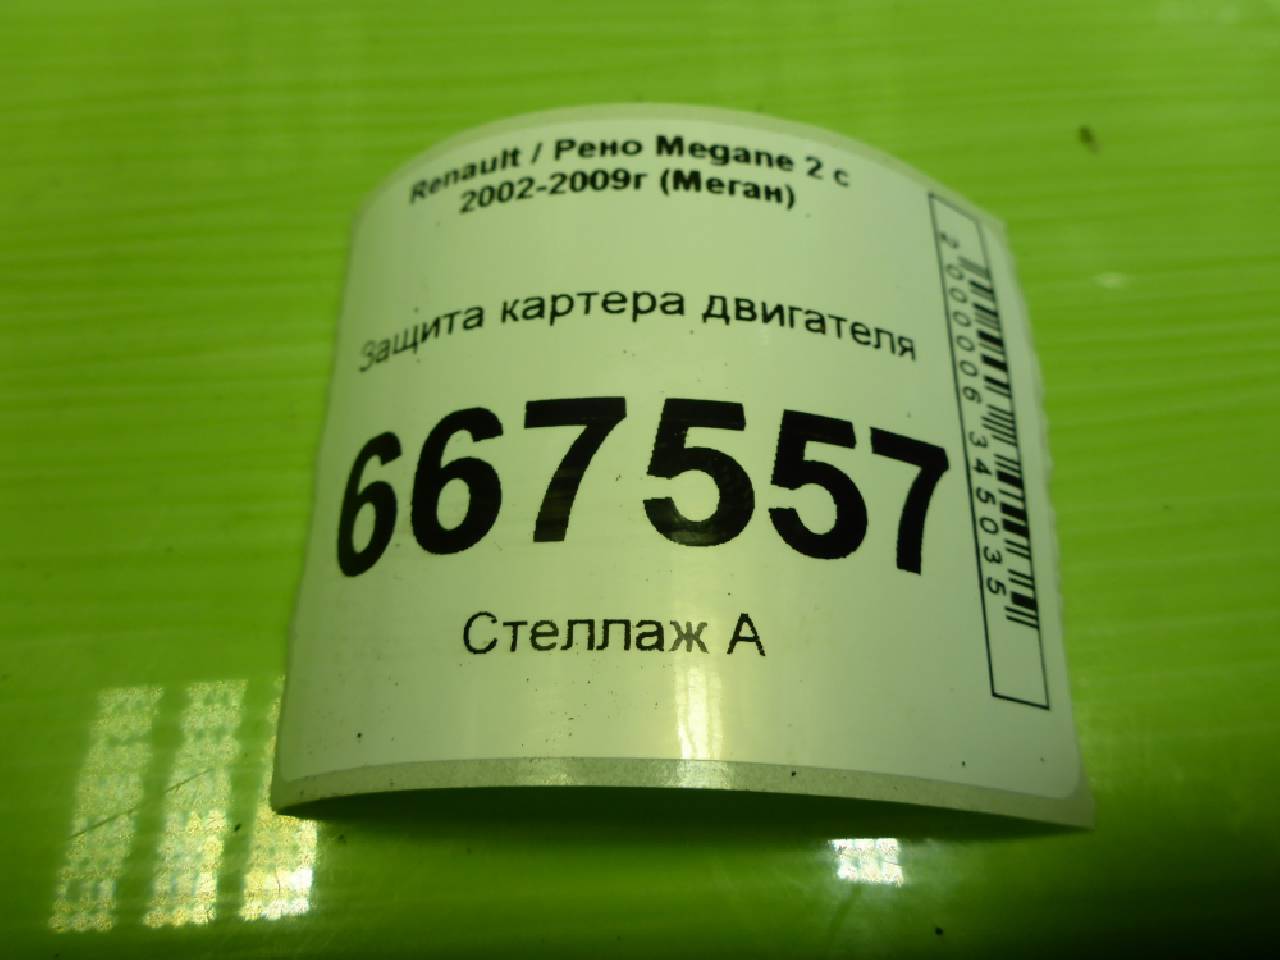 Renault / Рено Megane 2 с
2002-2009г (Меган)
Защита картера двигателя
667557
Стеллаж А
2000006345035